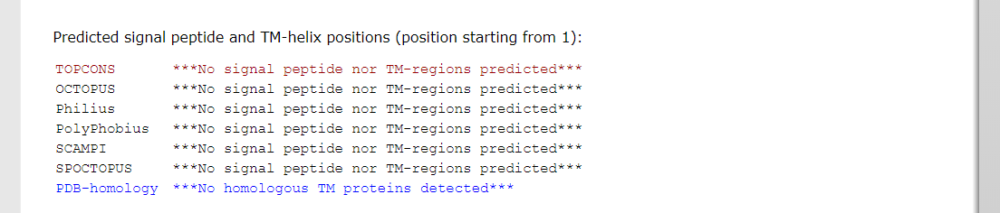 Predicted signal peptide and TM-helix positions (position starting from 1):
TOPCONS ***No signal peptide nor TM-regions predicted***
OCTOPUS ***No signal peptide nor TM-regions predicted***
Philius ***No signal peptide nor TM-regions predicted***
PolyPhobius ***No signal peptide nor TM-regions predicted***
SCAMPI ***No signal peptide nor TM-regions predicted***
SPOCTOPUS ***No signal peptide nor TM-regions predicted***
PDB-homology ***No homologous TM proteins detected***